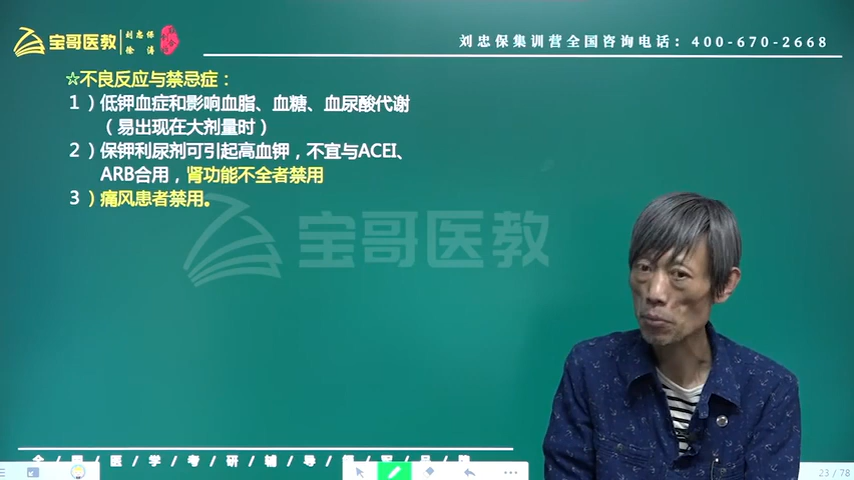 宝哥医教
刘忠保
徐涛
刘忠保集训营全国咨询电话：400-670-2668
☆不良反应与禁忌症：
1）低钾血症和影响血脂、血糖、血尿酸代谢
（易出现在大剂量时）
2）保钾利尿剂可引起高血钾，不宜与ACEI、
ARB合用，肾功能不全者禁用
3）痛风患者禁用。
宝哥医教
23 / 78